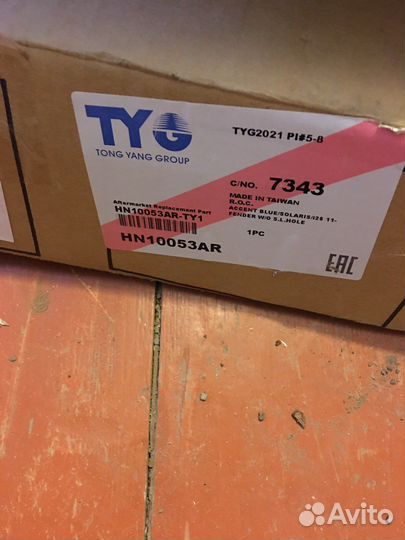 TYG
TONG YANG GROUP
TYG2021 PI#5-8
C/NO. 7343
MADE IN TAIWAN
R.O.C.
ACCENT BLUE/SOLARIS/I25 11-
FENDER W/O S.L.HOLE
1PC
Aftermarket Replacement Part
HN10053AR-TY1
HN10053AR
EAC
Avito